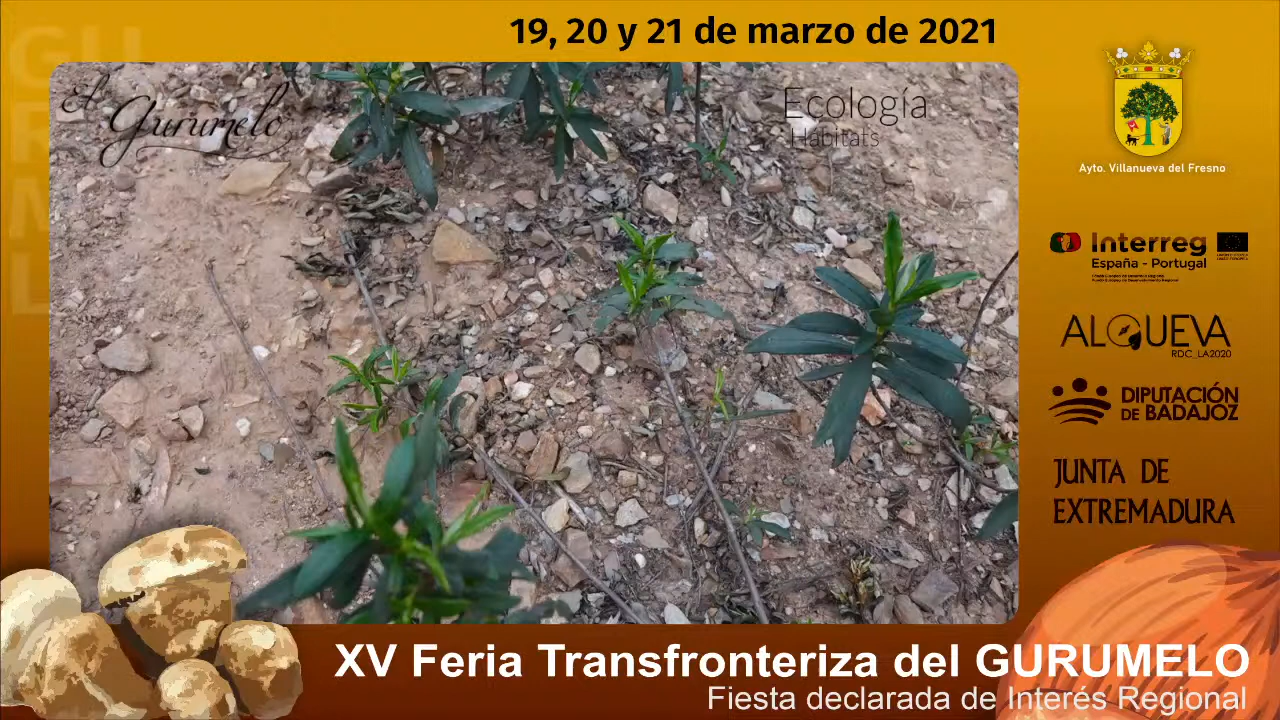 19, 20 y 21 de marzo de 2021
GU
R
M
L
El Gurumelo
Ecología
Hábitats
Ayto. Villanueva del Fresno
Interreg
España - Portugal
ALQUEVA
RDC_LA2020
DIPUTACIÓN
DE BADAJOZ
JUNTA DE
EXTREMADURA
XV Feria Transfronteriza del GURUMELO
Fiesta declarada de Interés Regional